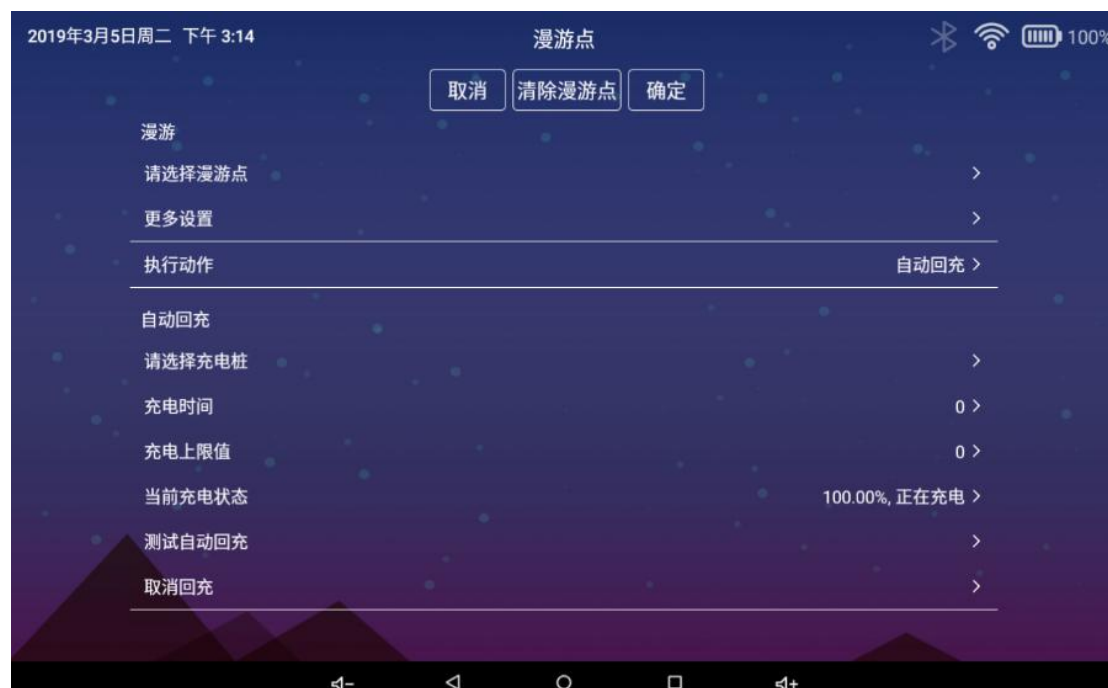 2019年3月5日周二 下午 3:14 漫游点 100%
取消 清除漫游点 确定
漫游
请选择漫游点
更多设置
执行动作 自动回充
自动回充
请选择充电桩
充电时间 0
充电上限值 0
当前充电状态 100.00%, 正在充电
测试自动回充
取消回充